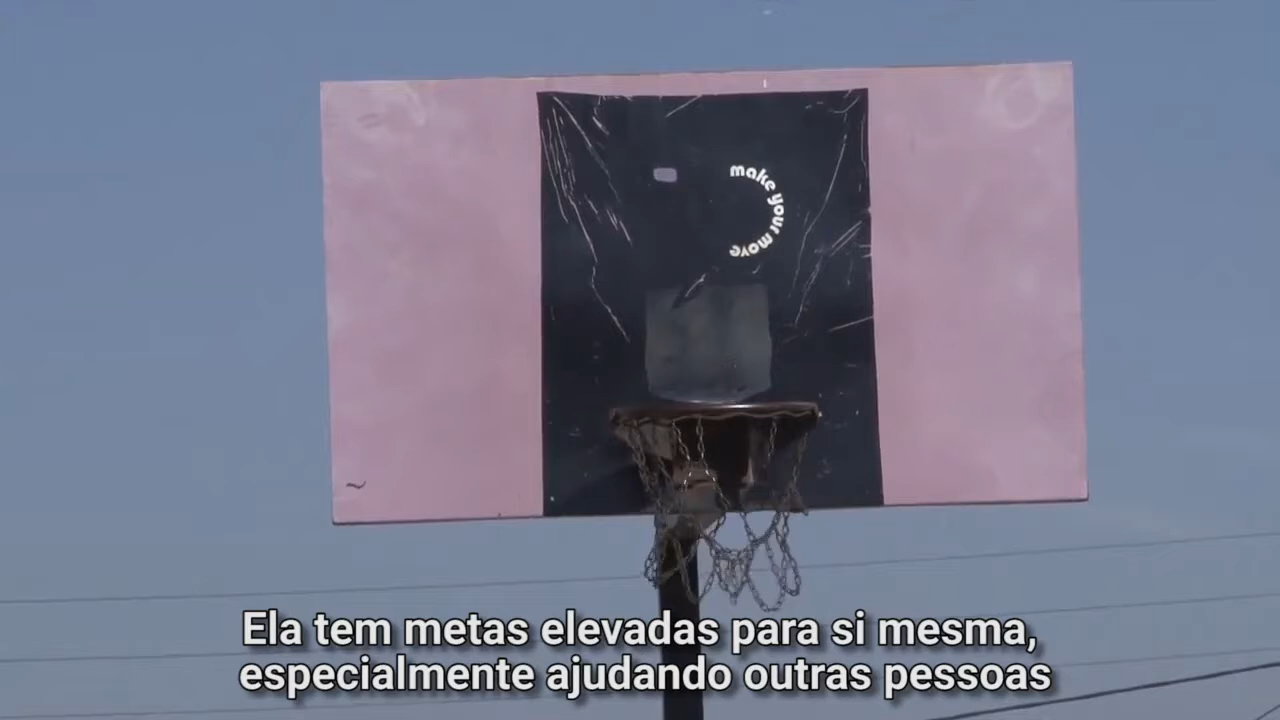 make your move
Ela tem metas elevadas para si mesma,
especialmente ajudando outras pessoas